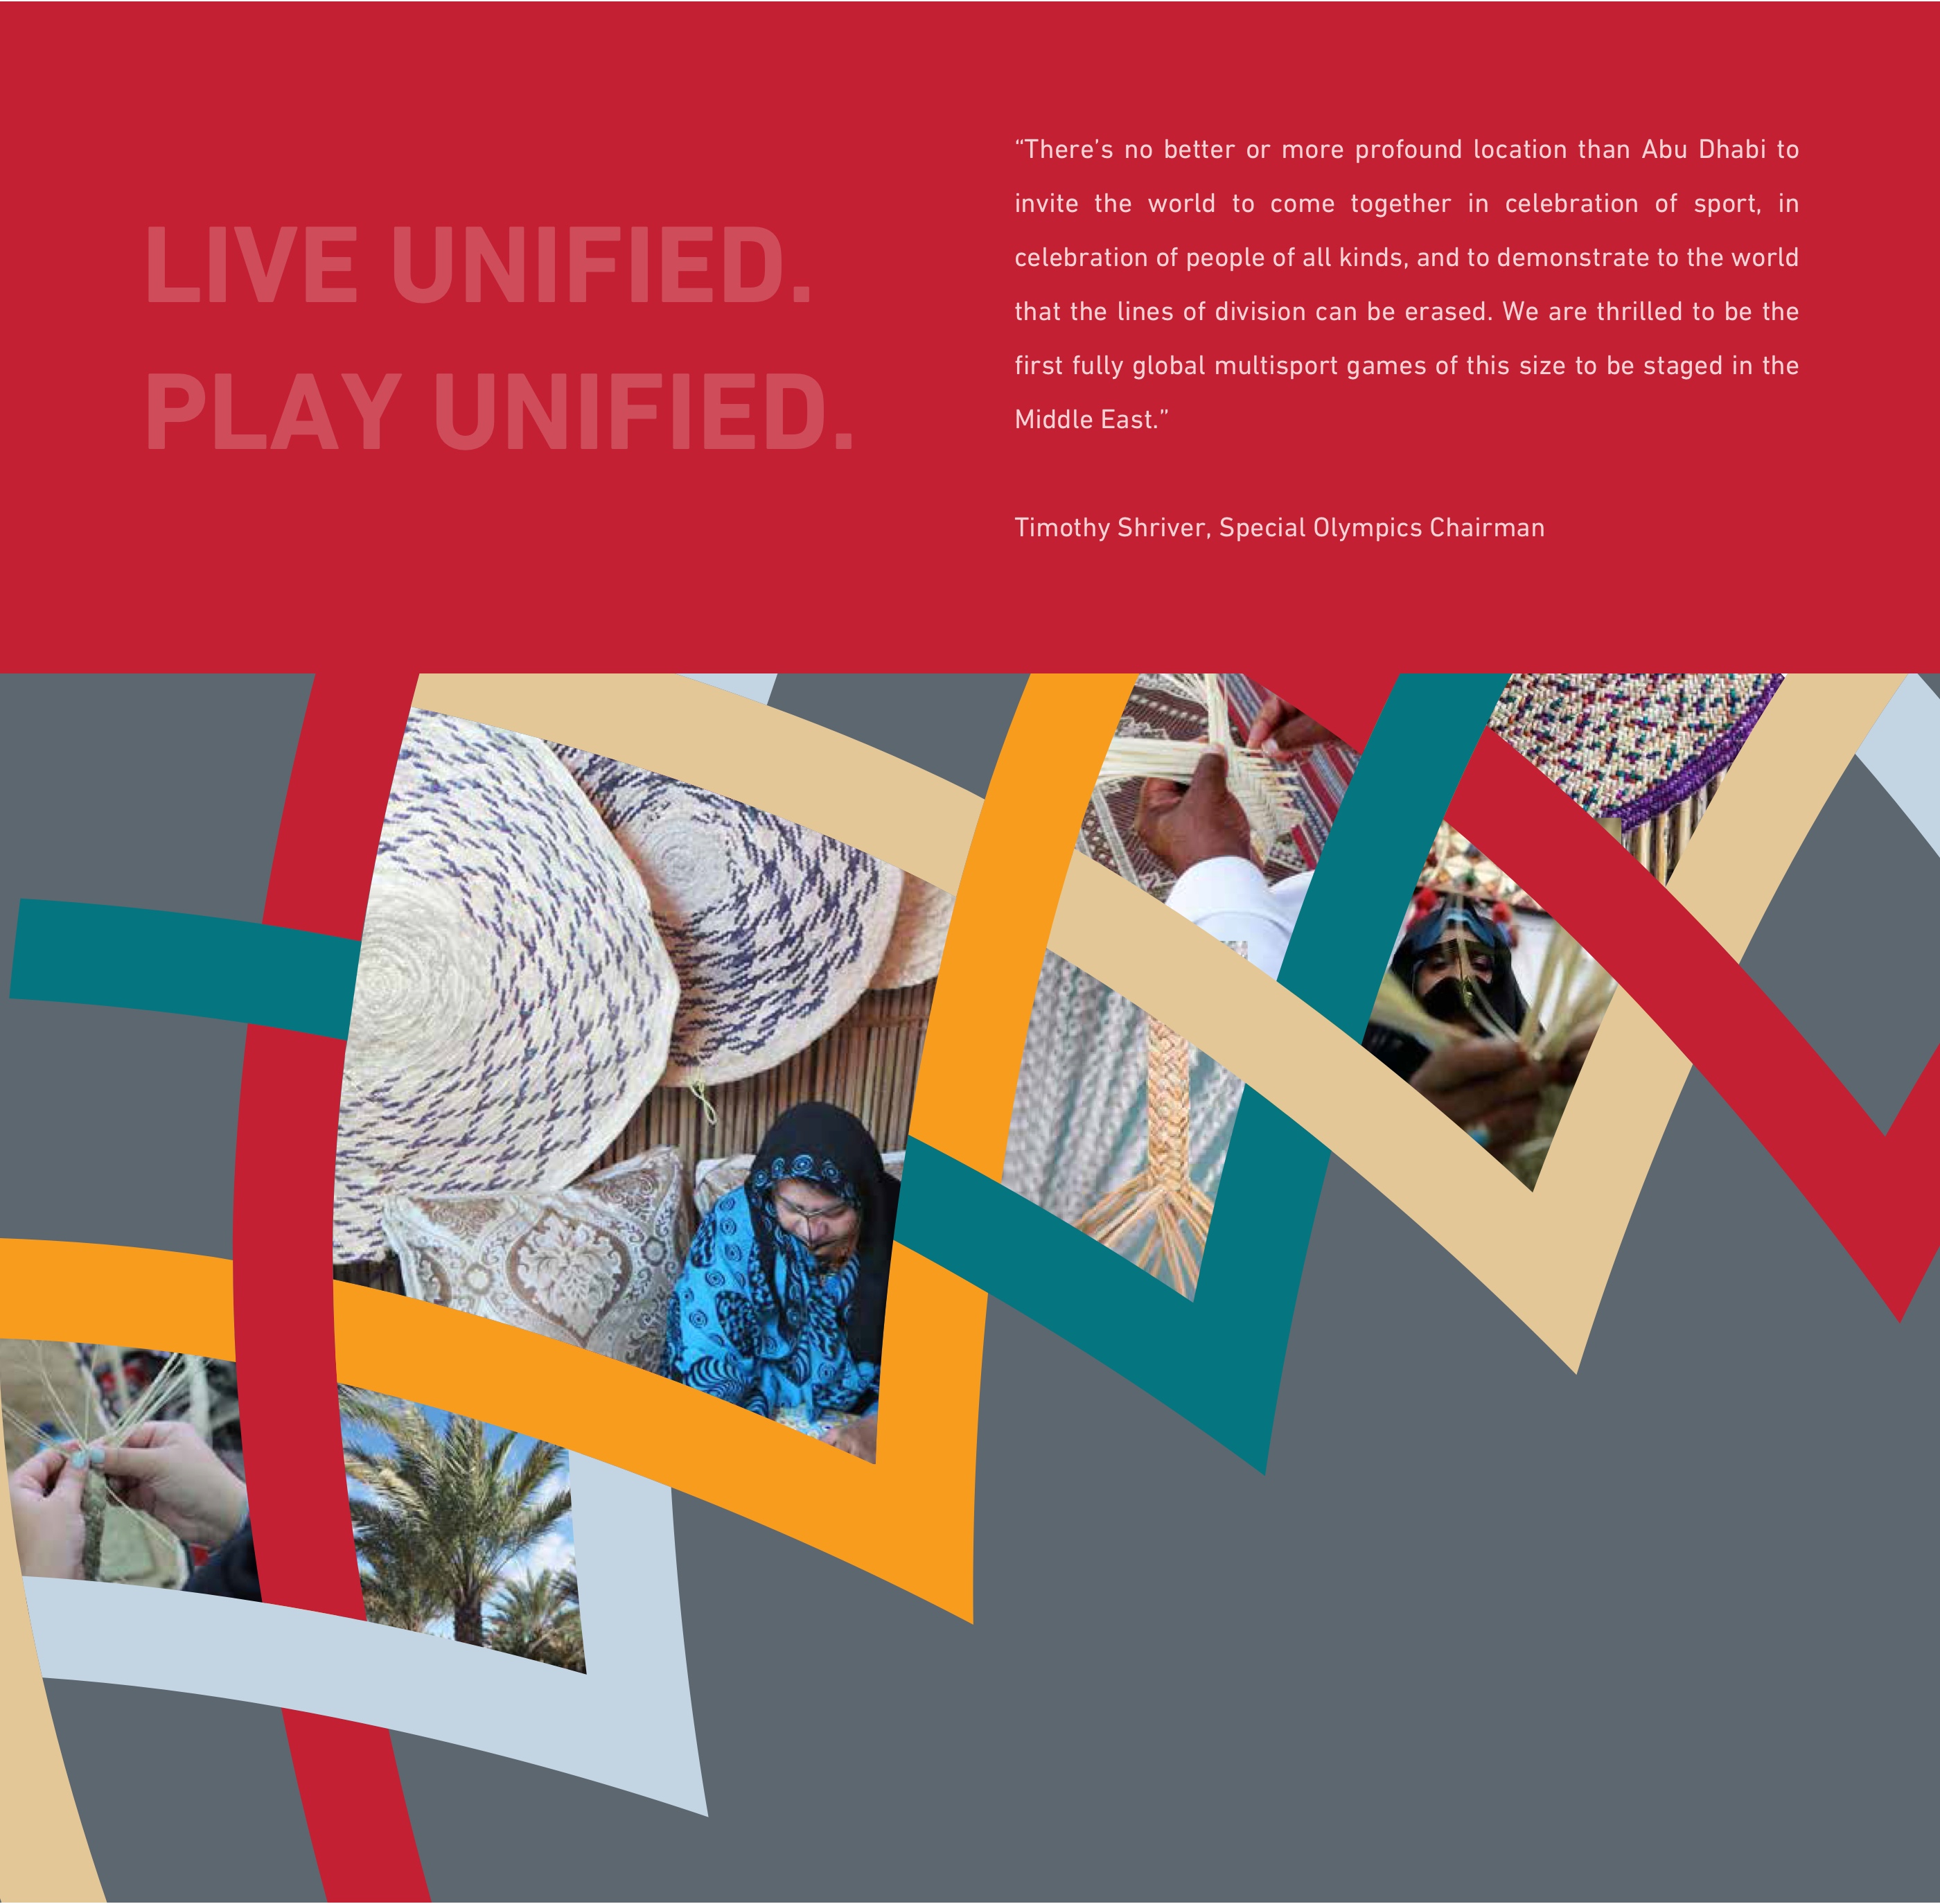 LIVE UNIFIED.
PLAY UNIFIED.
“There’s no better or more profound location than Abu Dhabi to
invite the world to come together in celebration of sport, in
celebration of people of all kinds, and to demonstrate to the world
that the lines of division can be erased. We are thrilled to be the
first fully global multisport games of this size to be staged in the
Middle East.”
Timothy Shriver, Special Olympics Chairman